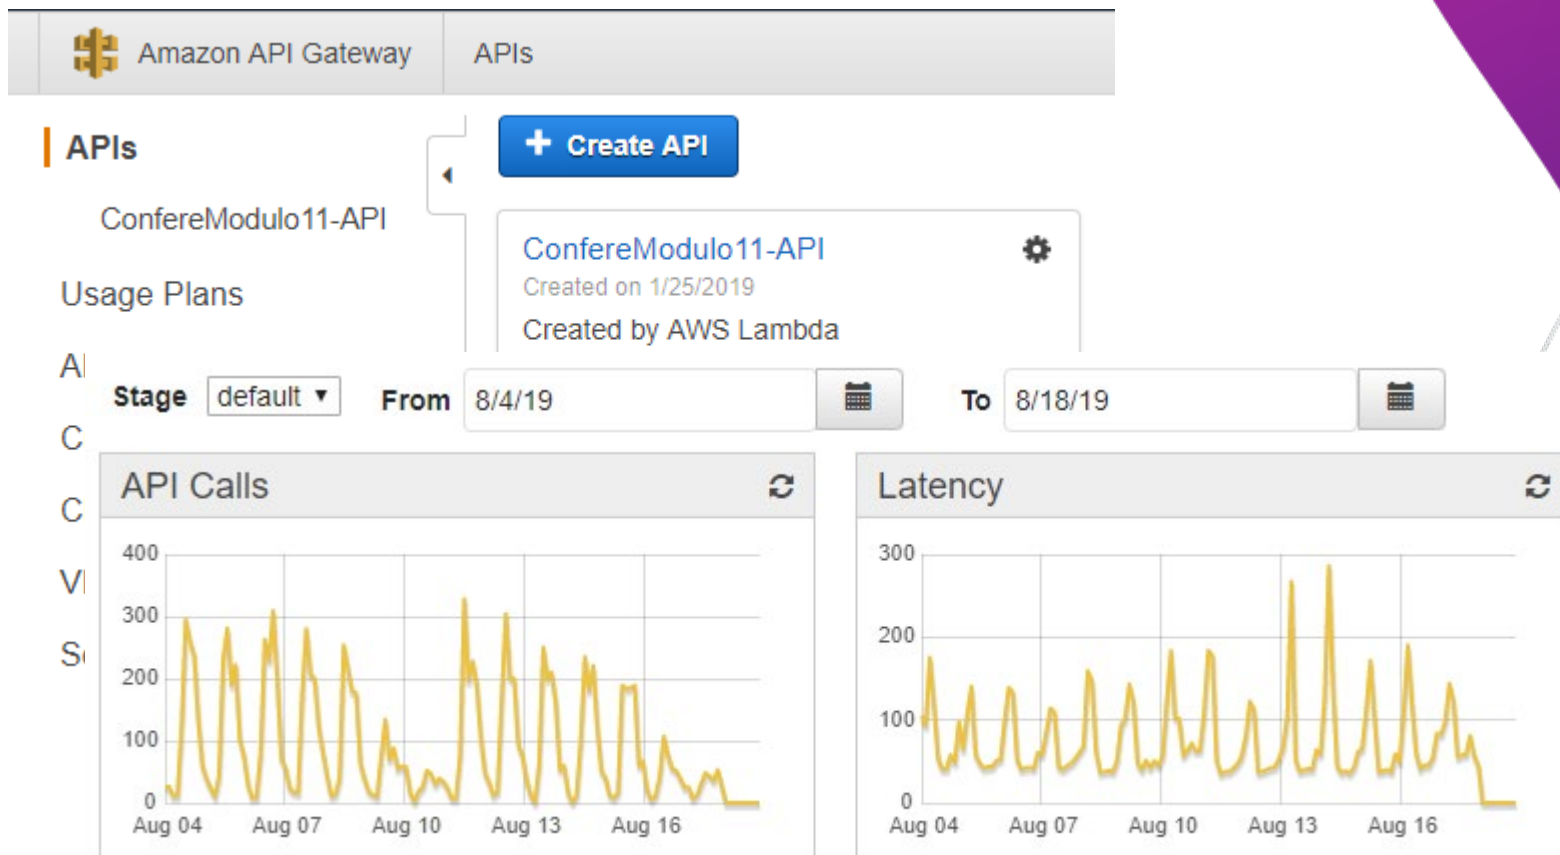 Amazon API Gateway APIs
APIs
+ Create API
ConfereModulo11-API
ConfereModulo11-API
Created on 1/25/2019
Usage Plans
Created by AWS Lambda
Stage default From 8/4/19 To 8/18/19
API Calls
400
300
200
100
0
Aug 04 Aug 07 Aug 10 Aug 13 Aug 16
Latency
300
200
100
0
Aug 04 Aug 07 Aug 10 Aug 13 Aug 16